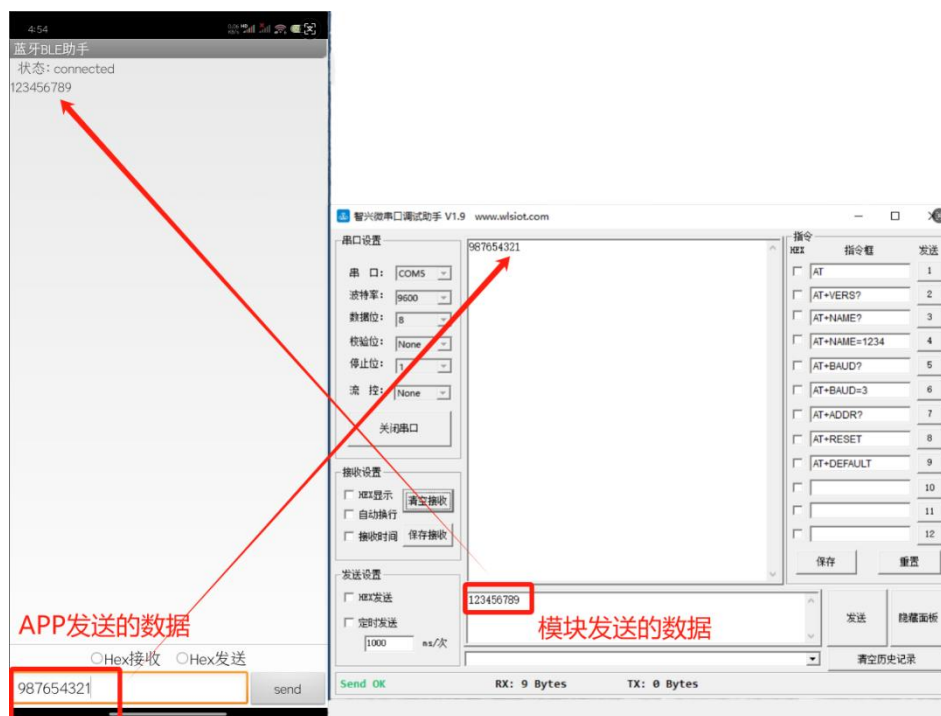 4:54
蓝牙BLE助手
状态: connected
123456789
APP发送的数据
Hex接收 Hex发送
987654321
send
智兴微串口调试助手 V1.9 www.wlsiot.com
串口设置
串 口: COM5
波特率: 9600
数据位: 8
校验位: None
停止位: 1
流 控: None
关闭串口
接收设置
HEX显示 清空接收
自动换行
接收时间 保存接收
发送设置
HEX发送
定时发送
1000 ms/次
987654321
123456789
模块发送的数据
指令
HEX 指令框 发送
AT 1
AT+VERS? 2
AT+NAME? 3
AT+NAME=1234 4
AT+BAUD? 5
AT+BAUD=3 6
AT+ADDR? 7
AT+RESET 8
AT+DEFAULT 9
10
11
12
保存 重置
发送 隐藏面板
清空历史记录
Send OK RX: 9 Bytes TX: 0 Bytes